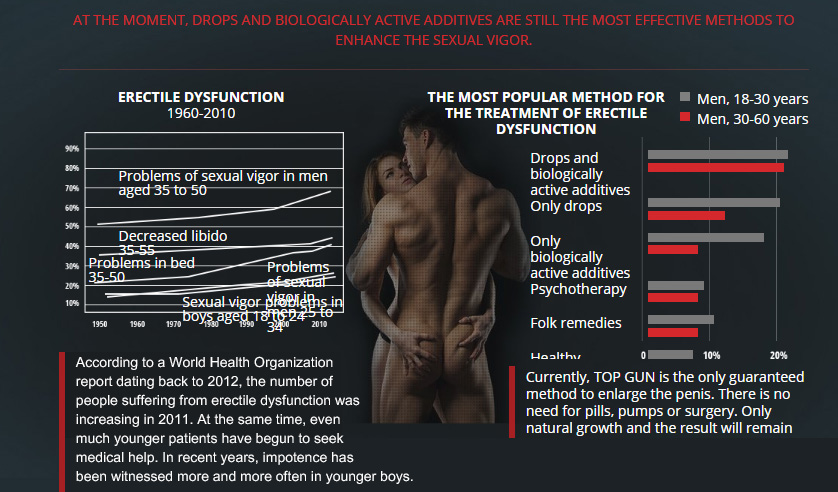 AT THE MOMENT, DROPS AND BIOLOGICALLY ACTIVE ADDITIVES ARE STILL THE MOST EFFECTIVE METHODS TO
ENHANCE THE SEXUAL VIGOR.
ERECTILE DYSFUNCTION
1960-2010
90%
80%
70%
60%
50%
40%
30%
20%
10%
Problems of sexual vigor in men
aged 35 to 50
Decreased libido
35-55
Problems in bed
35-50
Problems
of sexual
vigor in
men 25 to
34
Sexual vigor problems in
boys aged 18 to 24
1950 1960 1970 1980 1990 2000 2010
THE MOST POPULAR METHOD FOR
THE TREATMENT OF ERECTILE
DYSFUNCTION
Men, 18-30 years
Men, 30-60 years
Drops and
biologically
active additives
Only drops
Only
biologically
active additives
Psychotherapy
Folk remedies
Healthy
0 10% 20%
According to a World Health Organization
report dating back to 2012, the number of
people suffering from erectile dysfunction was
increasing in 2011. At the same time, even
much younger patients have begun to seek
medical help. In recent years, impotence has
been witnessed more and more often in younger boys.
Currently, TOP GUN is the only guaranteed
method to enlarge the penis. There is no
need for pills, pumps or surgery. Only
natural growth and the result will remain